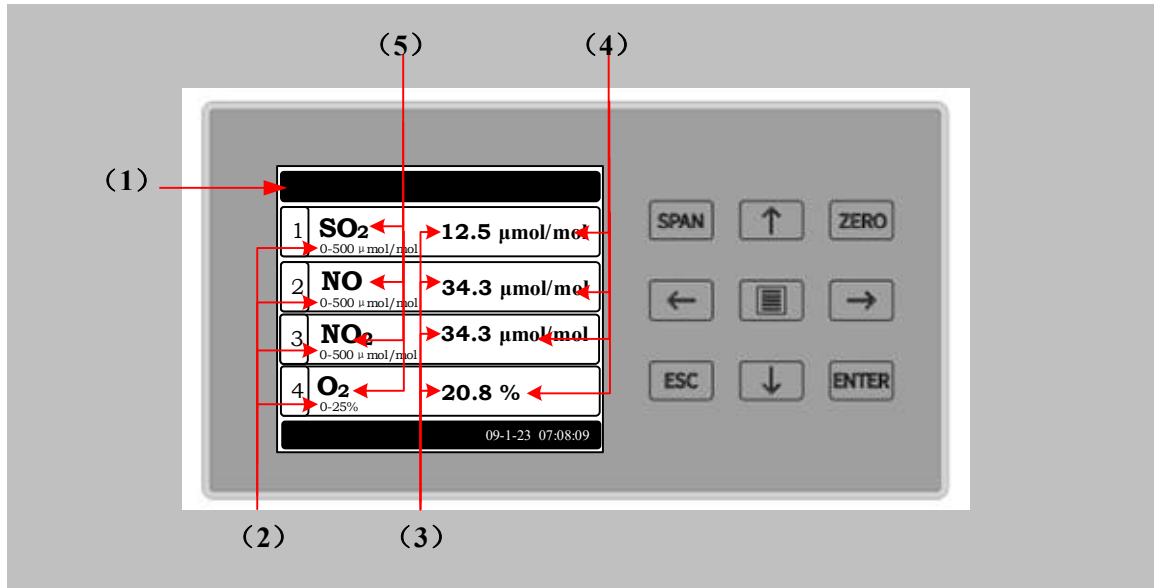 （5） （4）
（1）
1 SO₂ 12.5 μmol/mol
0-500 μmol/mol
2 NO 34.3 μmol/mol
0-500 μmol/mol
3 NO₂ 34.3 μmol/mol
0-500 μmol/mol
4 O₂ 20.8 %
0-25%
09-1-23 07:08:09
SPAN ↑ ZERO
← →
ESC ↓ ENTER
（2） （3）